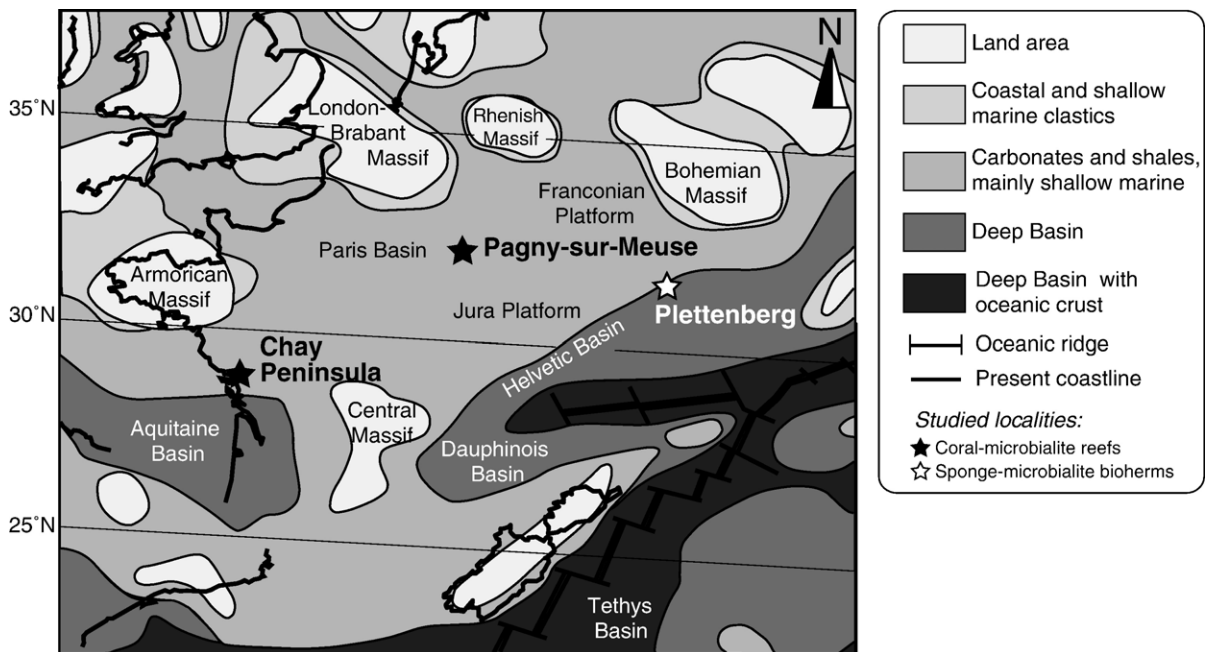 N
35°N
30°N
25°N
London-
Brabant
Massif
Rhenish
Massif
Bohemian
Massif
Franconian
Platform
Paris Basin
Pagny-sur-Meuse
Armorican
Massif
Jura Platform
Plettenberg
Chay
Peninsula
Helvetic Basin
Central
Massif
Aquitaine
Basin
Dauphinois
Basin
Tethys
Basin
Land area
Coastal and shallow
marine clastics
Carbonates and shales,
mainly shallow marine
Deep Basin
Deep Basin with
oceanic crust
Oceanic ridge
Present coastline
Studied localities:
Coral-microbialite reefs
Sponge-microbialite bioherms